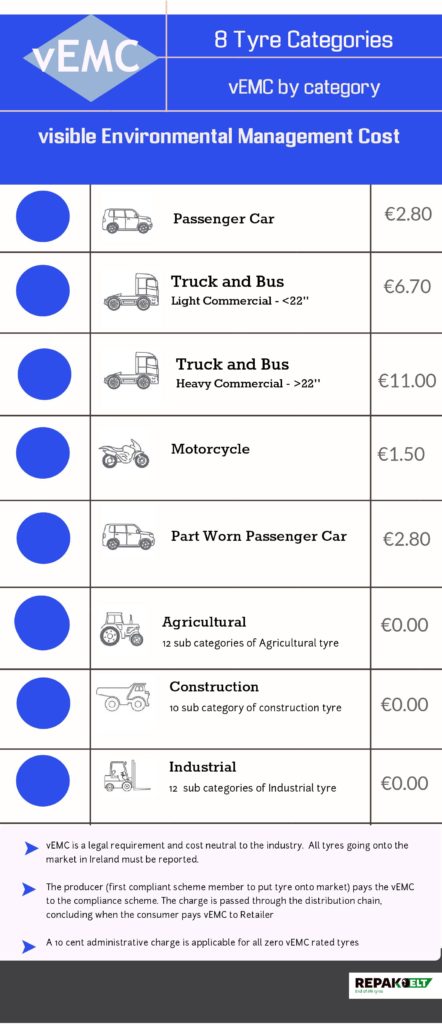 vEMC
8 Tyre Categories
vEMC by category
visible Environmental Management Cost
Passenger Car
€2.80
Truck and Bus
Light Commercial - <22"
€6.70
Truck and Bus
Heavy Commercial - >22"
€11.00
Motorcycle
€1.50
Part Worn Passenger Car
€2.80
Agricultural
12 sub categories of Agricultural tyre
€0.00
Construction
10 sub category of construction tyre
€0.00
Industrial
12 sub categories of Industrial tyre
€0.00
vEMC is a legal requirement and cost neutral to the industry. All tyres going onto the
market in Ireland must be reported.
The producer (first compliant scheme member to put tyre onto market) pays the vEMC
to the compliance scheme. The charge is passed through the distribution chain,
concluding when the consumer pays vEMC to Retailer
A 10 cent administrative charge is applicable for all zero vEMC rated tyres
REPAK ELT